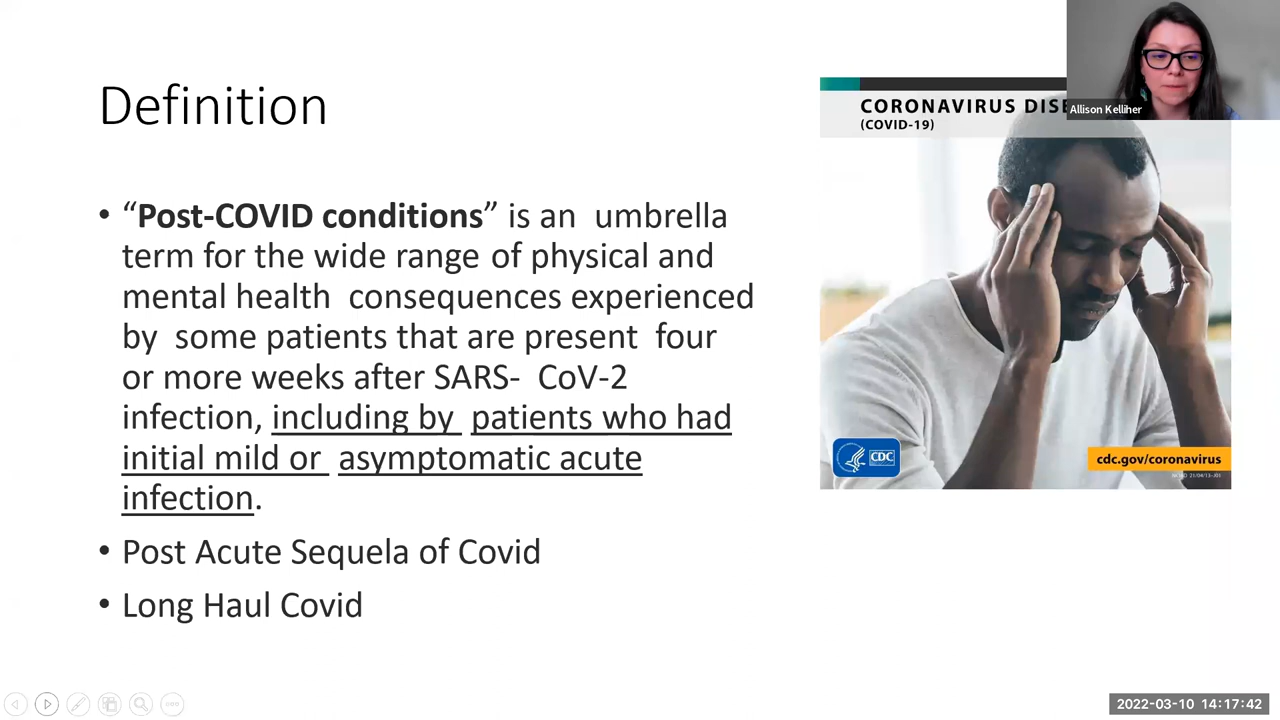 Definition
• “Post-COVID conditions” is an umbrella
term for the wide range of physical and
mental health consequences experienced
by some patients that are present four
or more weeks after SARS- CoV-2
infection, including by patients who had
initial mild or asymptomatic acute
infection.
• Post Acute Sequela of Covid
• Long Haul Covid
CORONAVIRUS DISE
(COVID-19)
Allison Kelliher
CDC
cdc.gov/coronavirus
2022-03-10 14:17:42